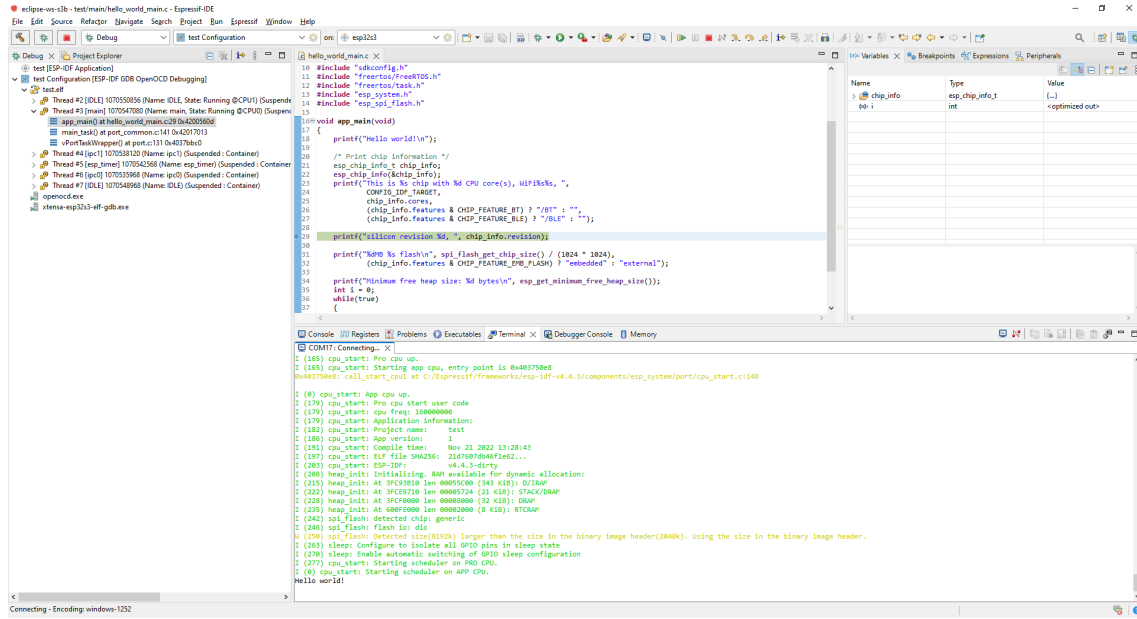 eclipse-ws-s3b - test/main/hello_world_main.c - Espressif-IDE
File Edit Source Refactor Navigate Search Project Run Espressif Window Help
Debug test Configuration on: esp32s3
Debug Project Explorer
test [ESP-IDF Application]
test Configuration [ESP-IDF GDB OpenOCD Debugging]
test.elf
Thread #2 [IDLE] 1070550856 (Name: IDLE, State: Running @CPU1) (Suspende
Thread #3 [main] 1070547080 (Name: main, State: Running @CPU0) (Suspenc
app_main() at hello_world_main.c:29 0x4200560d
main_task() at port_common.c:141 0x42017013
vPortTaskWrapper() at port.c:131 0x4037bbc0
Thread #4 [ipc1] 1070538120 (Name: ipc1) (Suspended : Container)
Thread #5 [esp_timer] 1070542568 (Name: esp_timer) (Suspended : Container
Thread #6 [ipc0] 1070535968 (Name: ipc0) (Suspended : Container)
Thread #7 [IDLE] 1070548968 (Name: IDLE) (Suspended : Container)
openocd.exe
xtensa-esp32s3-elf-gdb.exe
hello_world_main.c
10 #include "sdkconfig.h"
11 #include "freertos/FreeRTOS.h"
12 #include "freertos/task.h"
13 #include "esp_system.h"
14 #include "esp_spi_flash.h"
15
16 void app_main(void)
17 {
18 printf("Hello world!\n");
19
20 /* Print chip information */
21 esp_chip_info_t chip_info;
22 esp_chip_info(&chip_info);
23 printf("This is %s chip with %d CPU core(s), WiFi%s%s, ",
24 CONFIG_IDF_TARGET,
25 chip_info.cores,
26 (chip_info.features & CHIP_FEATURE_BT) ? "/BT" : "",
27 (chip_info.features & CHIP_FEATURE_BLE) ? "/BLE" : "");
28
29 printf("silicon revision %d, ", chip_info.revision);
30
31 printf("%dMB %s flash\n", spi_flash_get_chip_size() / (1024 * 1024),
32 (chip_info.features & CHIP_FEATURE_EMB_FLASH) ? "embedded" : "external");
33
34 printf("Minimum free heap size: %d bytes\n", esp_get_minimum_free_heap_size());
35 int i = 0;
36 while(true)
37 {
Variables Breakpoints Expressions Peripherals
Name Type Value
chip_info esp_chip_info_t {...}
i int <optimized out>
Console Registers Problems Executables Terminal Debugger Console Memory
COM17: Connecting...
I (165) cpu_start: Pro cpu up.
I (165) cpu_start: Starting app cpu, entry point is 0x403750e8
0x403750e8: call_start_cpu1 at C:/Espressif/frameworks/esp-idf-v4.4.3/components/esp_system/port/cpu_start.c:148
I (0) cpu_start: App cpu up.
I (179) cpu_start: Pro cpu start user code
I (179) cpu_start: cpu freq: 160000000
I (179) cpu_start: Application information:
I (182) cpu_start: Project name: test
I (186) cpu_start: App version: 1
I (191) cpu_start: Compile time: Nov 21 2022 13:28:43
I (197) cpu_start: ELF file SHA256: 21d7607db46f1e62...
I (203) cpu_start: ESP-IDF: v4.4.3-dirty
I (208) heap_init: Initializing. RAM available for dynamic allocation:
I (215) heap_init: At 3FC93810 len 00055C00 (343 KiB): D/IRAM
I (222) heap_init: At 3FCE9710 len 00005724 (21 KiB): STACK/DRAM
I (228) heap_init: At 3FCF0000 len 00008000 (32 KiB): DRAM
I (235) heap_init: At 600FE000 len 00002000 (8 KiB): RTCRAM
I (242) spi_flash: detected chip: generic
I (246) spi_flash: flash io: dio
W (250) spi_flash: Detected size(8192k) larger than the size in the binary image header(2048k). Using the size in the binary image header.
I (263) sleep: Configure to isolate all GPIO pins in sleep state
I (270) sleep: Enable automatic switching of GPIO sleep configuration
I (277) cpu_start: Starting scheduler on PRO CPU.
I (0) cpu_start: Starting scheduler on APP CPU.
Hello world!
Connecting - Encoding: windows-1252